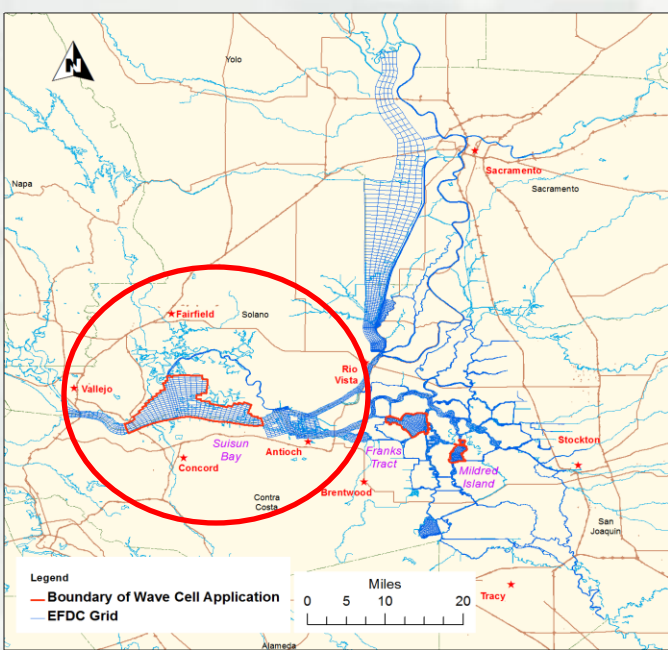 N
Yolo
Sacramento
Sacramento
Napa
Fairfield
Solano
Rio
Vista
Vallejo
Suisun
Bay
Antioch
Franks
Tract
Stockton
Concord
Mildred
Island
Brentwood
Contra
Costa
San
Joaquin
Legend
Boundary of Wave Cell Application
EFDC Grid
Miles
0 5 10 20
Tracy
Alameda